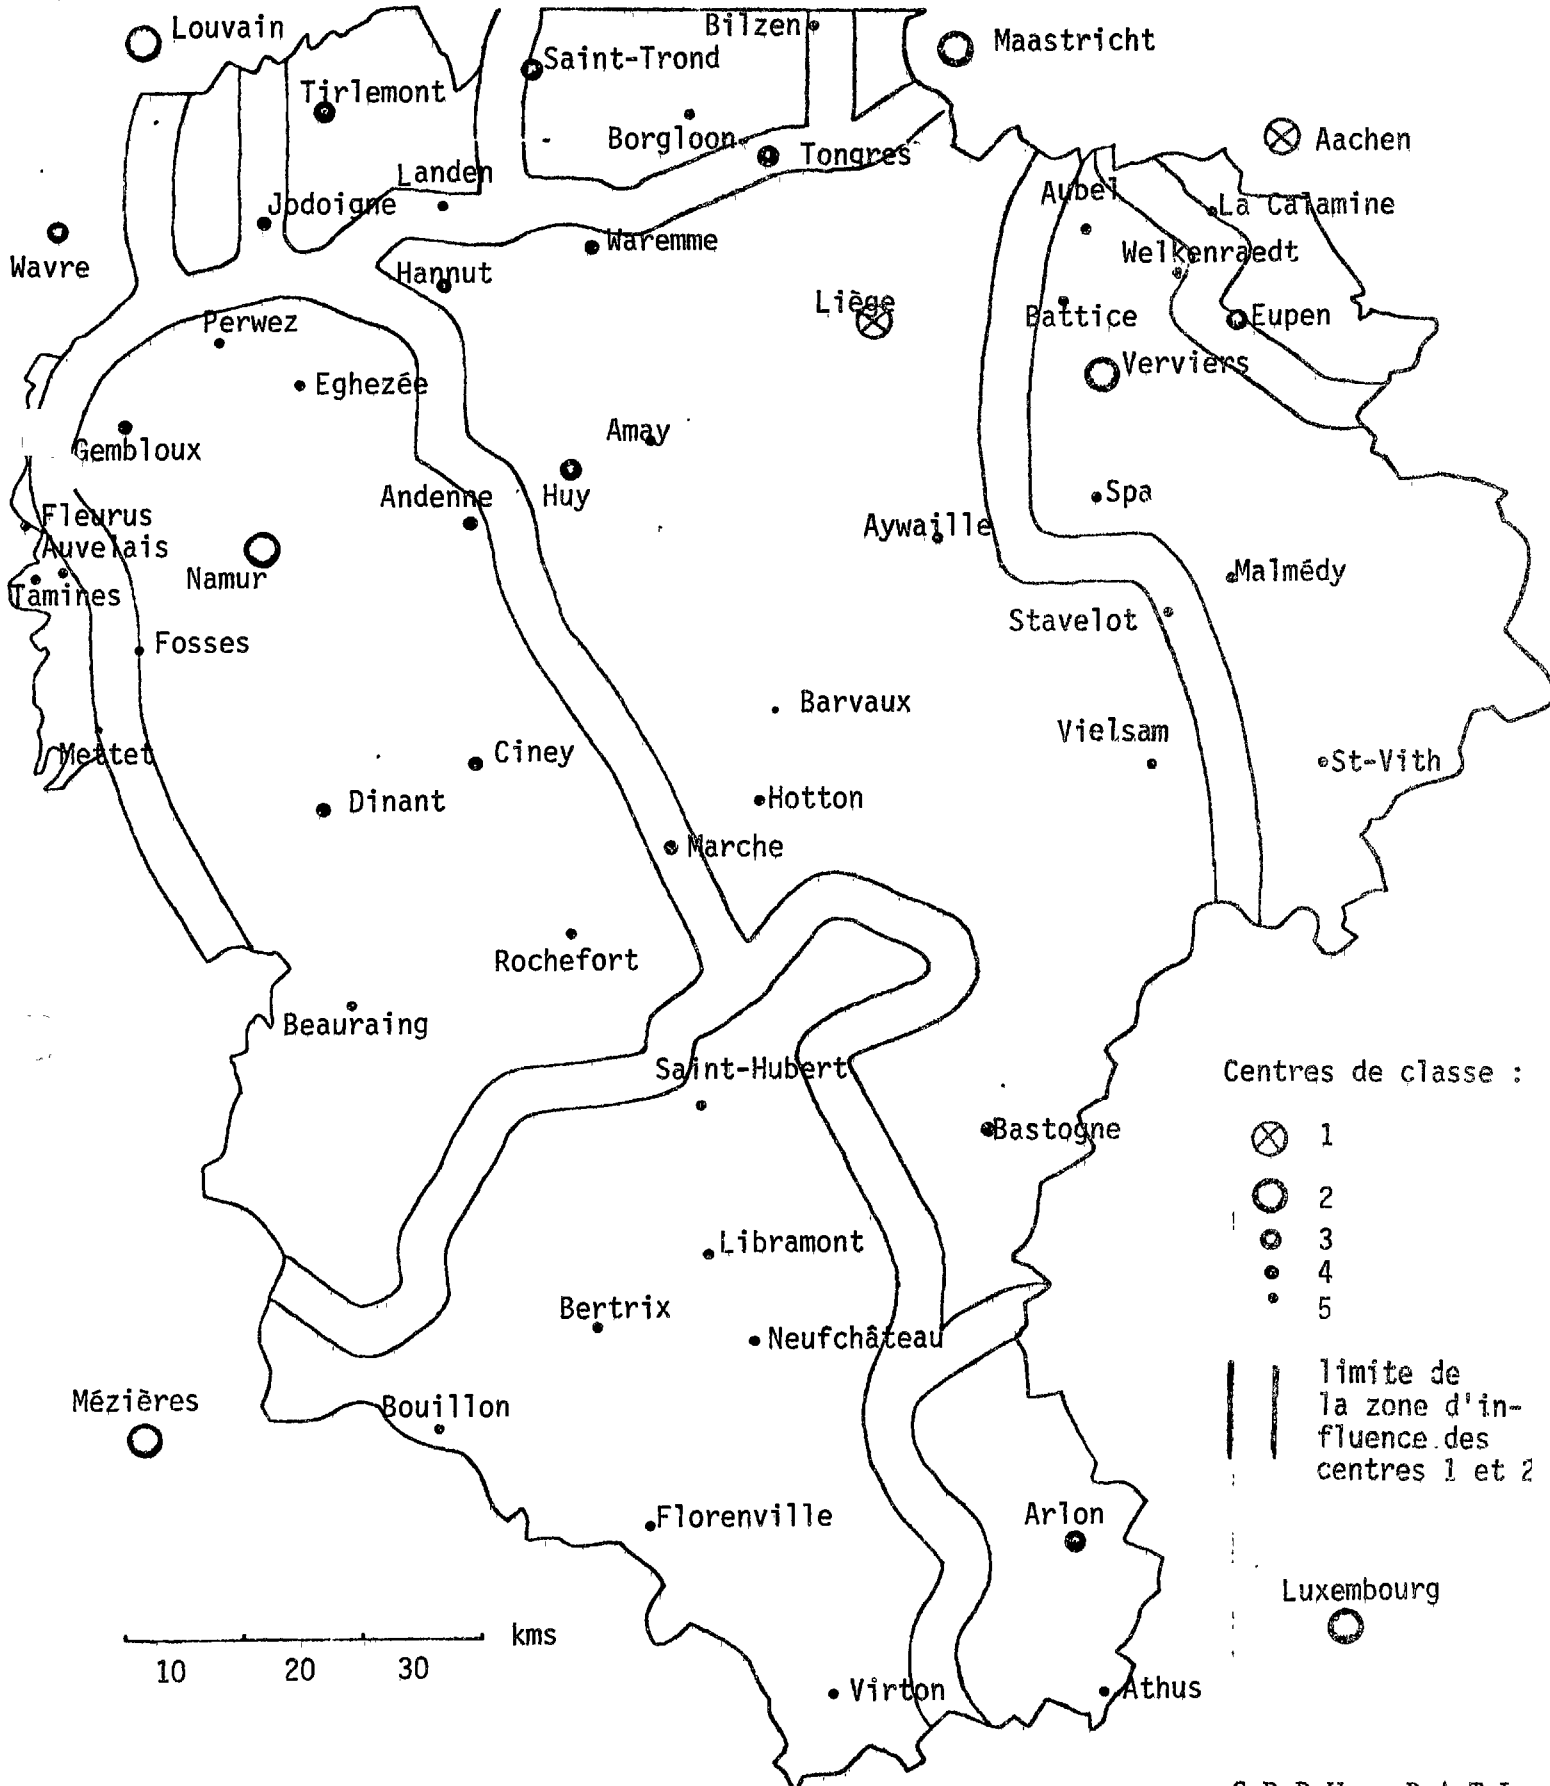 Louvain
Bilzen
Maastricht
Saint-Trond
Tirlemont
Borgloon
Tongres
Aachen
Landen
Aubel
Jodoigne
La Calamine
Wavre
Waremme
Welkenraedt
Hannut
Liège
Battice
Eupen
Perwez
Verviers
Eghezée
Amay
Gembloux
Andenne
Huy
Spa
Fleurus
Aywaille
Auvelais
Namur
Malmédy
Tamines
Stavelot
Fosses
Barvaux
Vielsam
Mettet
Ciney
St-Vith
Dinant
Hotton
Marche
Rochefort
Beauraing
Saint-Hubert
Bastogne
Libramont
Bertrix
Neufchâteau
Mézières
Bouillon
Florenville
Arlon
Luxembourg
Virton
Athus
Centres de classe :
1
2
3
4
5
limite de
la zone d'in-
fluence des
centres 1 et 2
kms
10 20 30